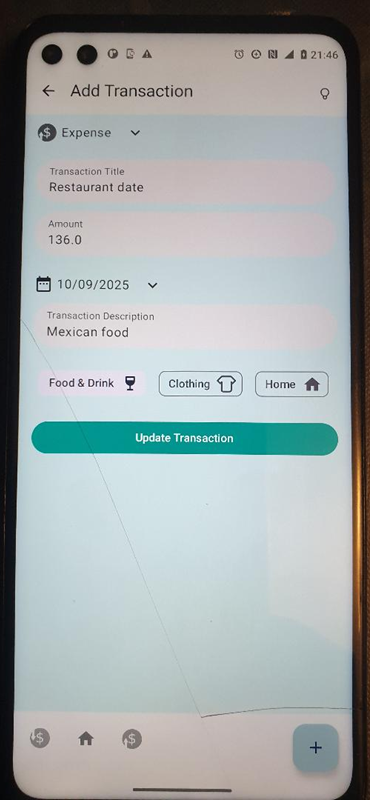 21:46
Add Transaction
Expense
Transaction Title
Restaurant date
Amount
136.0
10/09/2025
Transaction Description
Mexican food
Food & Drink Clothing Home
Update Transaction
+